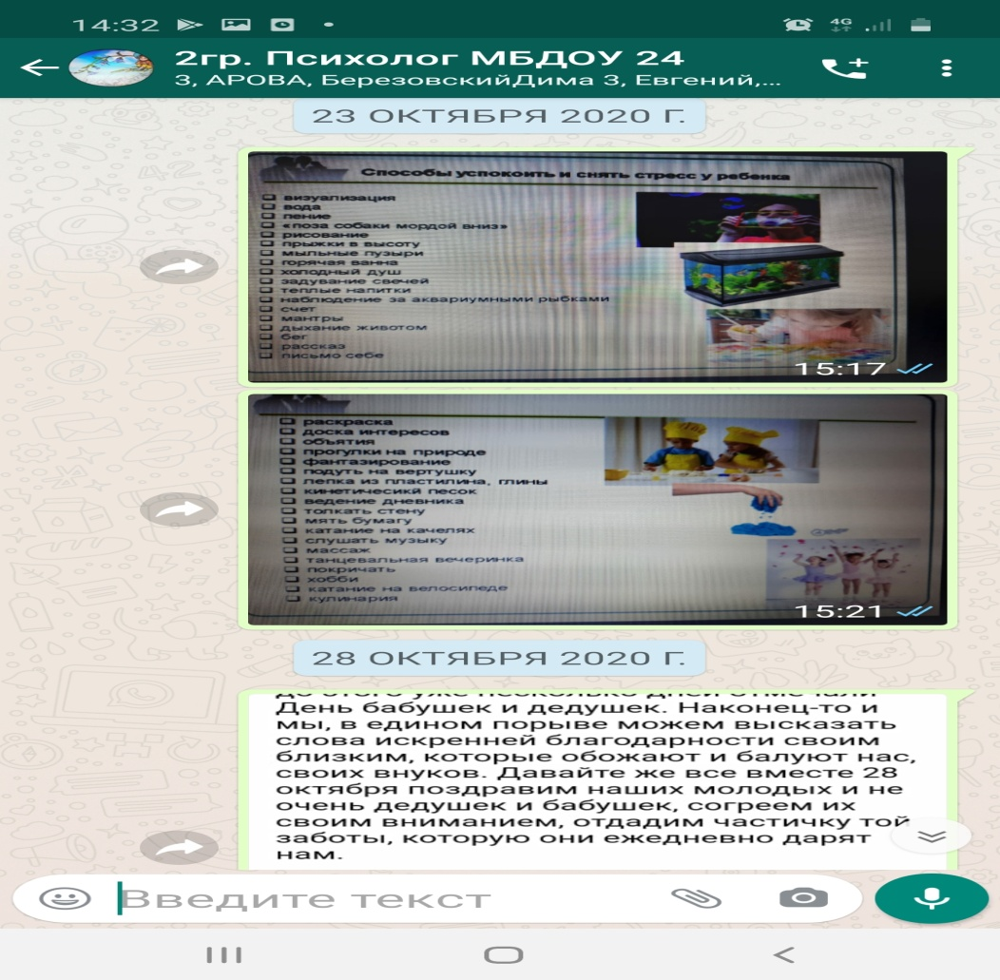 14:32
4G
2гр. Психолог МБДОУ 24
3, АРОВА, БерезовскийДима 3, Евгений,...
23 ОКТЯБРЯ 2020 Г.
Способы успокоить и снять стресс у ребенка
визуализация
вода
пение
«поза собаки мордой вниз»
рисование
прыжки в высоту
мыльные пузыри
горячая ванна
холодный душ
задувание свечей
теплые напитки
наблюдение за аквариумными рыбками
счет
мантры
дыхание животом
бег
рассказ
письмо себе
15:17
раскраска
доска интересов
объятия
прогулки на природе
фантазирование
подуть на вертушку
лепка из пластилина, глины
кинетический песок
ведение дневника
толкать стену
мять бумагу
катание на качелях
слушать музыку
массаж
танцевальная вечеринка
покричать
хобби
катание на велосипеде
кулинария
15:21
28 ОКТЯБРЯ 2020 Г.
до этого уже несколько дней отмечали
День бабушек и дедушек. Наконец-то и
мы, в едином порыве можем высказать
слова искренней благодарности своим
близким, которые обожают и балуют нас,
своих внуков. Давайте же все вместе 28
октября поздравим наших молодых и не
очень дедушек и бабушек, согреем их
своим вниманием, отдадим частичку той
заботы, которую они ежедневно дарят
нам.
Введите текст